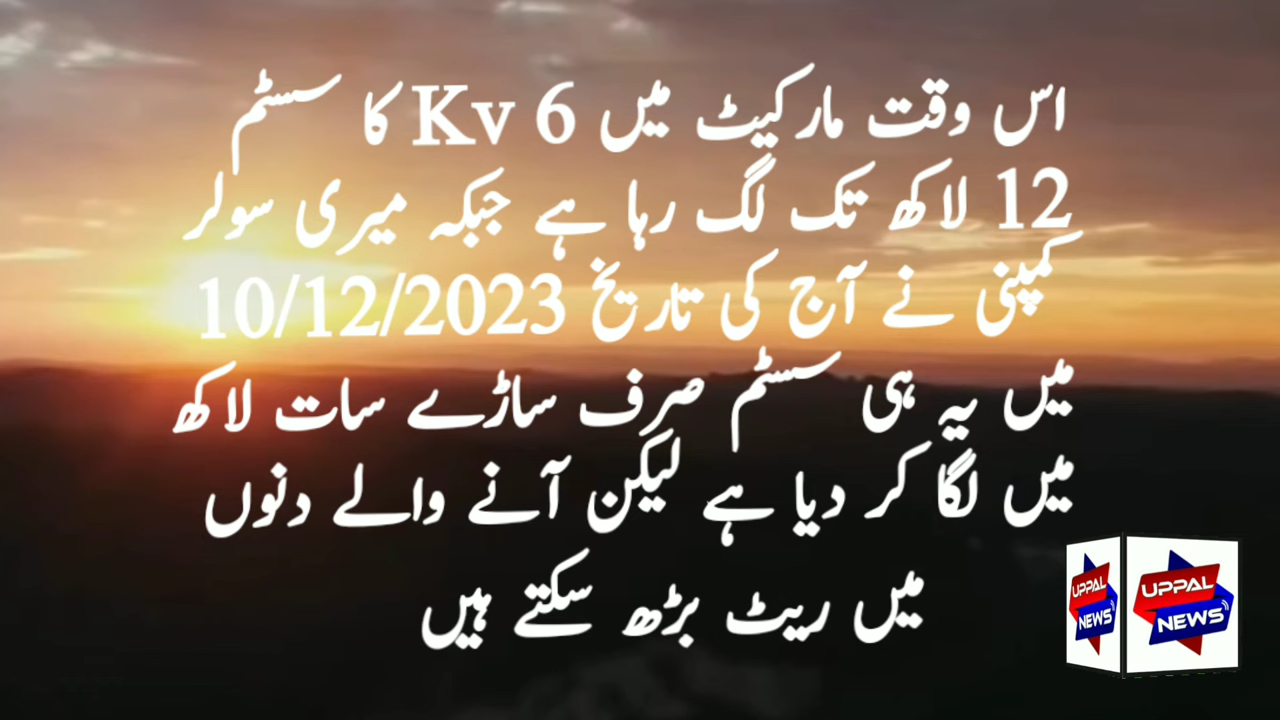 اس وقت مارکیٹ میں 6 Kv کا سسٹم
12 لاکھ تک لگ رہا ہے جبکہ میری سولر
کمپنی نے آج کی تاریخ 10/12/2023
میں یہ ہی سسٹم صرف ساڑے سات لاکھ
میں لگا کر دیا ہے لیکن آنے والے دنوں
میں ریٹ بڑھ سکتے ہیں
UPPAL
NEWS
UPPAL
NEWS